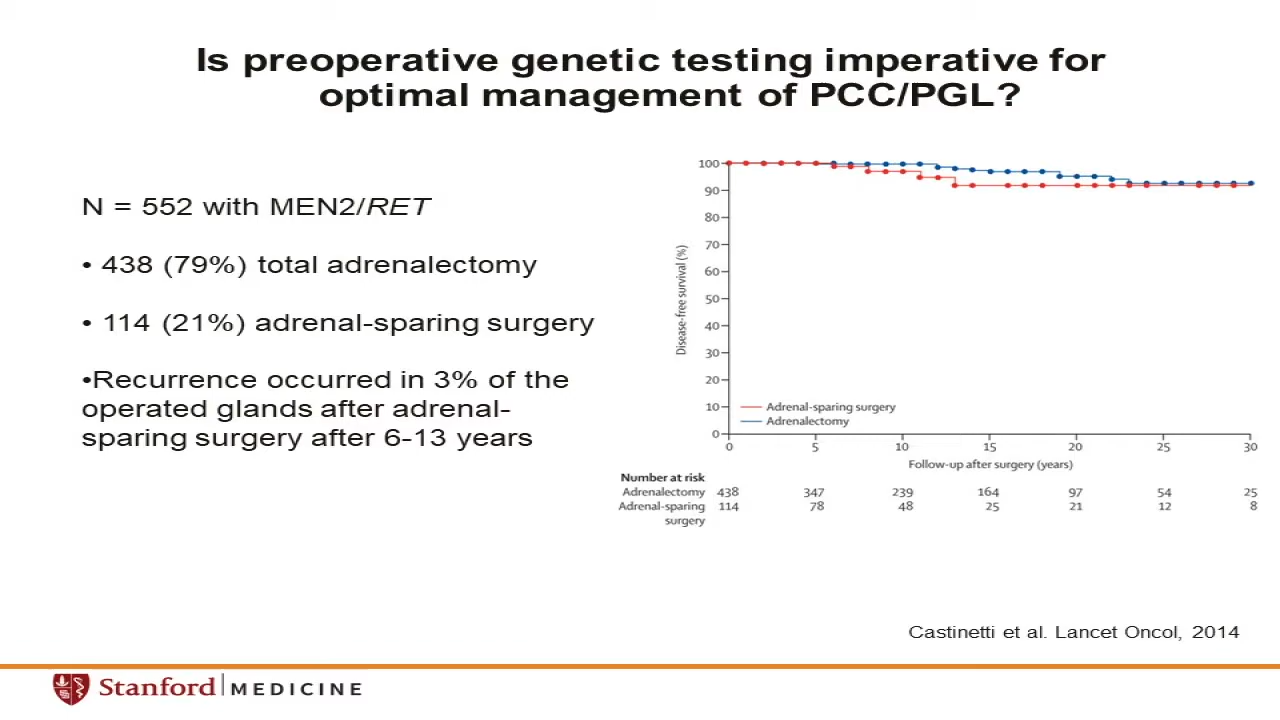 Is preoperative genetic testing imperative for
optimal management of PCC/PGL?
N = 552 with MEN2/RET
• 438 (79%) total adrenalectomy
• 114 (21%) adrenal-sparing surgery
•Recurrence occurred in 3% of the
operated glands after adrenal-
sparing surgery after 6-13 years
Disease-free survival (%)
100
90
80
70
60
50
40
30
20
10
0
Adrenal-sparing surgery
Adrenalectomy
0 5 10 15 20 25 30
Follow-up after surgery (years)
Number at risk
Adrenalectomy 438 347 239 164 97 54 25
Adrenal-sparing 114 78 48 25 21 12 8
surgery
Castinetti et al. Lancet Oncol, 2014
Stanford MEDICINE